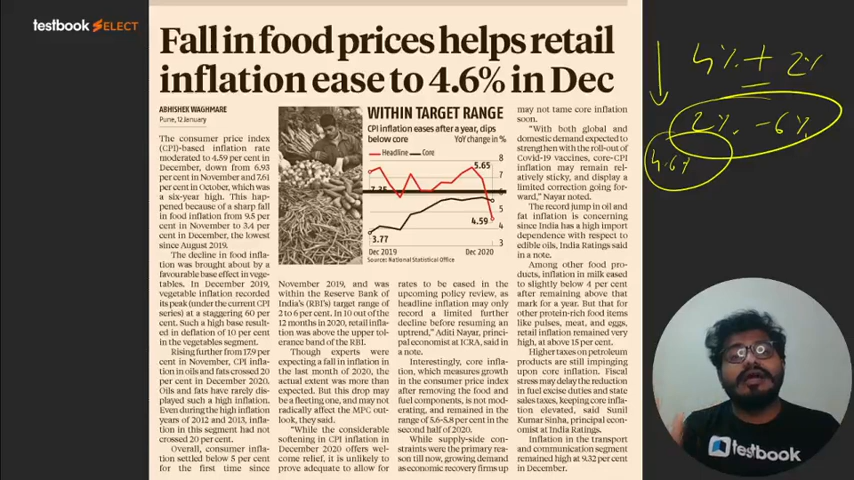 testbook SELECT
Fall in food prices helps retail
inflation ease to 4.6% in Dec
ABHISHEK WAGHMARE
Pune, 12 January
The consumer price index
(CPI)-based inflation rate
moderated to 4.59 per cent in
December, down from 6.93
per cent in November and 7.61
per cent in October, which was
a six-year high. This hap-
pened because of a sharp fall
in food inflation from 9.5 per
cent in November to 3.4 per
cent in December, the lowest
since August 2019.
The decline in food infla-
tion was brought about by a
favourable base effect in vege-
tables. In December 2019,
vegetable inflation recorded
its peak (under the current CPI
series) at a staggering 60 per
cent. Such a high base result-
ed in deflation of 10 per cent
in the vegetables segment.
Rising further from 17.9 per
cent in November, CPI infla-
tion in oils and fats crossed 20
per cent in December 2020.
Oils and fats have rarely dis-
played such a high inflation.
Even during the high inflation
years of 2012 and 2013, infla-
tion in this segment had not
crossed 20 per cent.
Overall, consumer infla-
tion settled below 5 per cent
for the first time since
WITHIN TARGET RANGE
CPI inflation eases after a year, dips
below core YoY change in %
Headline Core
8
5.65
7
7.35
6
5
4.59
4
3.77
3
Dec 2019 Dec 2020
Source: National Statistical Office
November 2019, and was
within the Reserve Bank of
India's (RBI's) target range of
2 to 6 per cent. In 10 out of the
12 months in 2020, retail infla-
tion was above the upper tol-
erance band of the RBI.
Though experts were
expecting a fall in inflation in
the last month of 2020, the
actual extent was more than
expected. But this drop may
be a fleeting one, and may not
radically affect the MPC out-
look, they said.
"While the considerable
softening in CPI inflation in
December 2020 offers wel-
come relief, it is unlikely to
prove adequate to allow for
rates to be eased in the
upcoming policy review, as
headline inflation may only
record a limited further
decline before resuming an
uptrend," Aditi Nayar, princi-
pal economist at ICRA, said in
a note.
Interestingly, core infla-
tion, which measures growth
in the consumer price index
after removing the food and
fuel components, is not mod-
erating, and remained in the
range of 5.6-5.8 per cent in the
second half of 2020.
While supply-side con-
straints were the primary rea-
son till now, growing demand
as economic recovery firms up
may not tame core inflation
soon.
"With both global and
domestic demand expected to
strengthen with the roll-out of
Covid-19 vaccines, core-CPI
inflation may remain rel-
atively sticky, and display a
limited correction going for-
ward," Nayar noted.
The record jump in oil and
fat inflation is concerning
since India has a high import
dependence with respect to
edible oils, India Ratings said
in a note.
Among other food pro-
ducts, inflation in milk eased
to slightly below 4 per cent
after remaining above that
mark for a year. But that for
other protein-rich food items
like pulses, meat, and eggs,
retail inflation remained very
high, at above 15 per cent.
Higher taxes on petroleum
products are still impinging
upon core inflation. Fiscal
stress may delay the reduction
in fuel excise duties and state
sales taxes, keeping core infla-
tion elevated, said Sunil
Kumar Sinha, principal econ-
omist at India Ratings.
Inflation in the transport
and communication segment
remained high at 9.32 per cent
in December.
4% + 2%
2% - 6%
4.6%
testbook